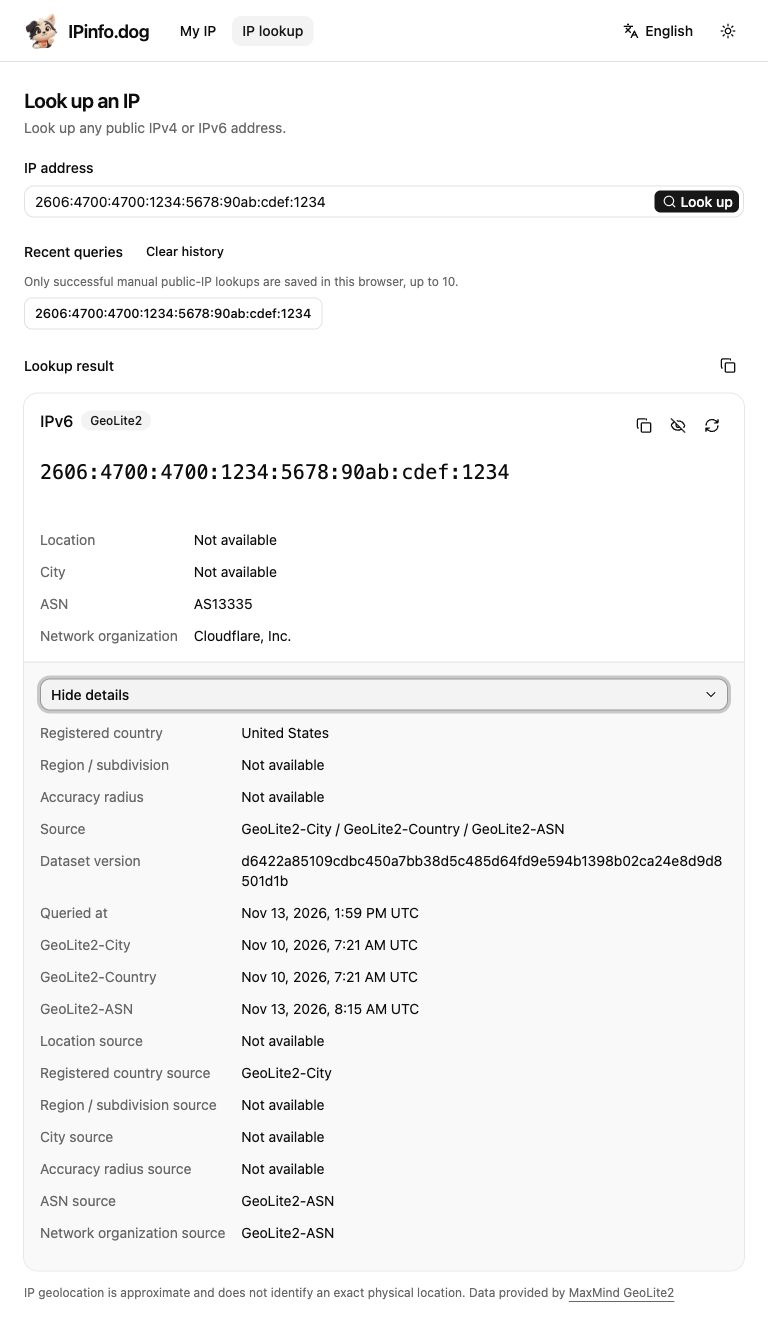 IPinfo.dog My IP IP lookup English
Look up an IP
Look up any public IPv4 or IPv6 address.
IP address
2606:4700:4700:1234:5678:90ab:cdef:1234 Look up
Recent queries Clear history
Only successful manual public-IP lookups are saved in this browser, up to 10.
2606:4700:4700:1234:5678:90ab:cdef:1234
Lookup result
IPv6 GeoLite2
2606:4700:4700:1234:5678:90ab:cdef:1234
Location Not available
City Not available
ASN AS13335
Network organization Cloudflare, Inc.
Hide details
Registered country United States
Region / subdivision Not available
Accuracy radius Not available
Source GeoLite2-City / GeoLite2-Country / GeoLite2-ASN
Dataset version d6422a85109cdbc450a7bb38d5c485d64fd9e594b1398b02ca24e8d9d8
501d1b
Queried at Nov 13, 2026, 1:59 PM UTC
GeoLite2-City Nov 10, 2026, 7:21 AM UTC
GeoLite2-Country Nov 10, 2026, 7:21 AM UTC
GeoLite2-ASN Nov 13, 2026, 8:15 AM UTC
Location source Not available
Registered country source GeoLite2-City
Region / subdivision source Not available
City source Not available
Accuracy radius source Not available
ASN source GeoLite2-ASN
Network organization source GeoLite2-ASN
IP geolocation is approximate and does not identify an exact physical location. Data provided by MaxMind GeoLite2